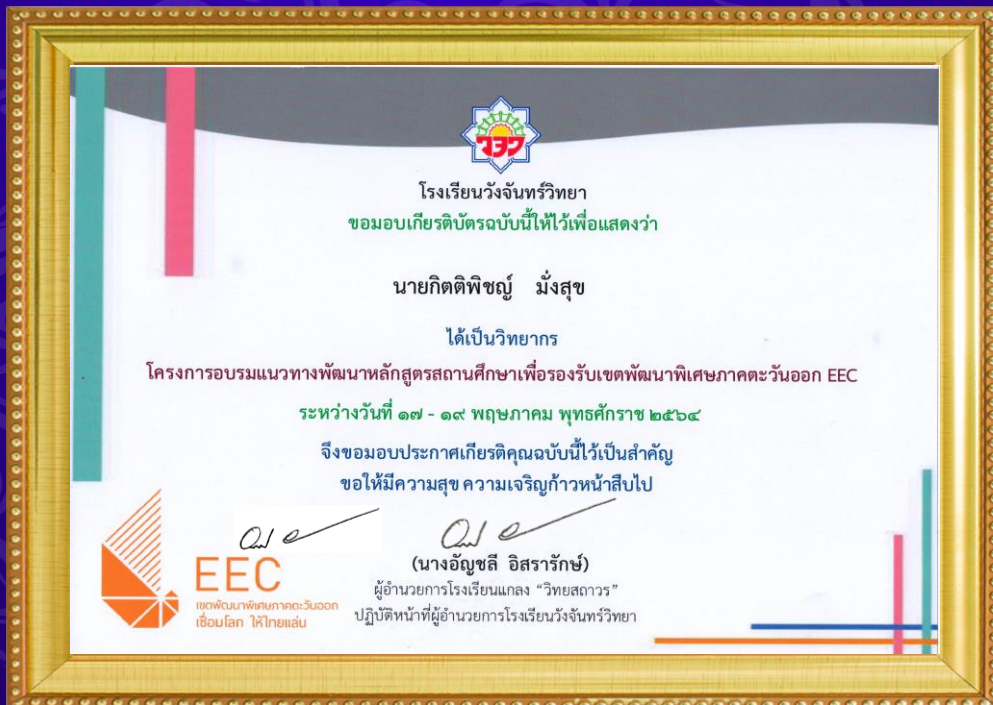 วจว
โรงเรียนวังจันทร์วิทยา
ขอมอบเกียรติบัตรฉบับนี้ให้ไว้เพื่อแสดงว่า
นายกิตติพิชญ์ มั่งสุข
ได้เป็นวิทยากร
โครงการอบรมแนวทางพัฒนาหลักสูตรสถานศึกษาเพื่อรองรับเขตพัฒนาพิเศษภาคตะวันออก EEC
ระหว่างวันที่ ๑๗ - ๑๙ พฤษภาคม พุทธศักราช ๒๕๖๔
จึงขอมอบประกาศเกียรติคุณฉบับนี้ไว้เป็นสำคัญ
ขอให้มีความสุข ความเจริญก้าวหน้าสืบไป
(นางอัญชลี อิสรารักษ์)
ผู้อำนวยการโรงเรียนแกลง “วิทยสถาวร”
ปฏิบัติหน้าที่ผู้อำนวยการโรงเรียนวังจันทร์วิทยา
EEC
เขตพัฒนาพิเศษภาคตะวันออก
เชื่อมโลก ให้ไทยแล่น